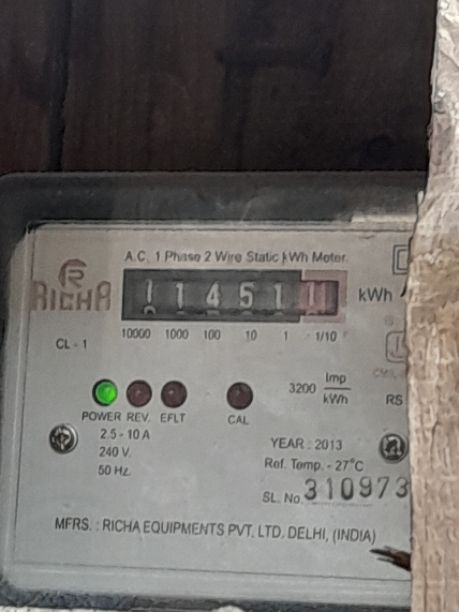 A.C. 1 Phase 2 Wire Static kWh Meter.
RICHA
1 1 4 5 1 1
kWh
10000 1000 100 10 1 1/10
CL - 1
3200 Imp
kWh
RS
POWER REV. EFLT CAL
2.5 - 10 A
240 V.
50 Hz.
YEAR : 2013
Ref. Temp. - 27°C
SL. No. 310973
MFRS. : RICHA EQUIPMENTS PVT. LTD. DELHI, (INDIA)